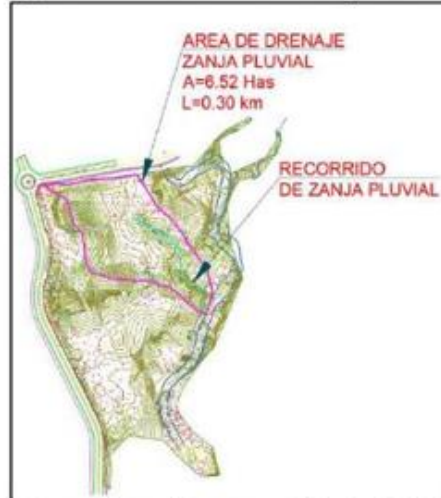 AREA DE DRENAJE
ZANJA PLUVIAL
A=6.52 Has
L=0.30 km
RECORRIDO
DE ZANJA PLUVIAL